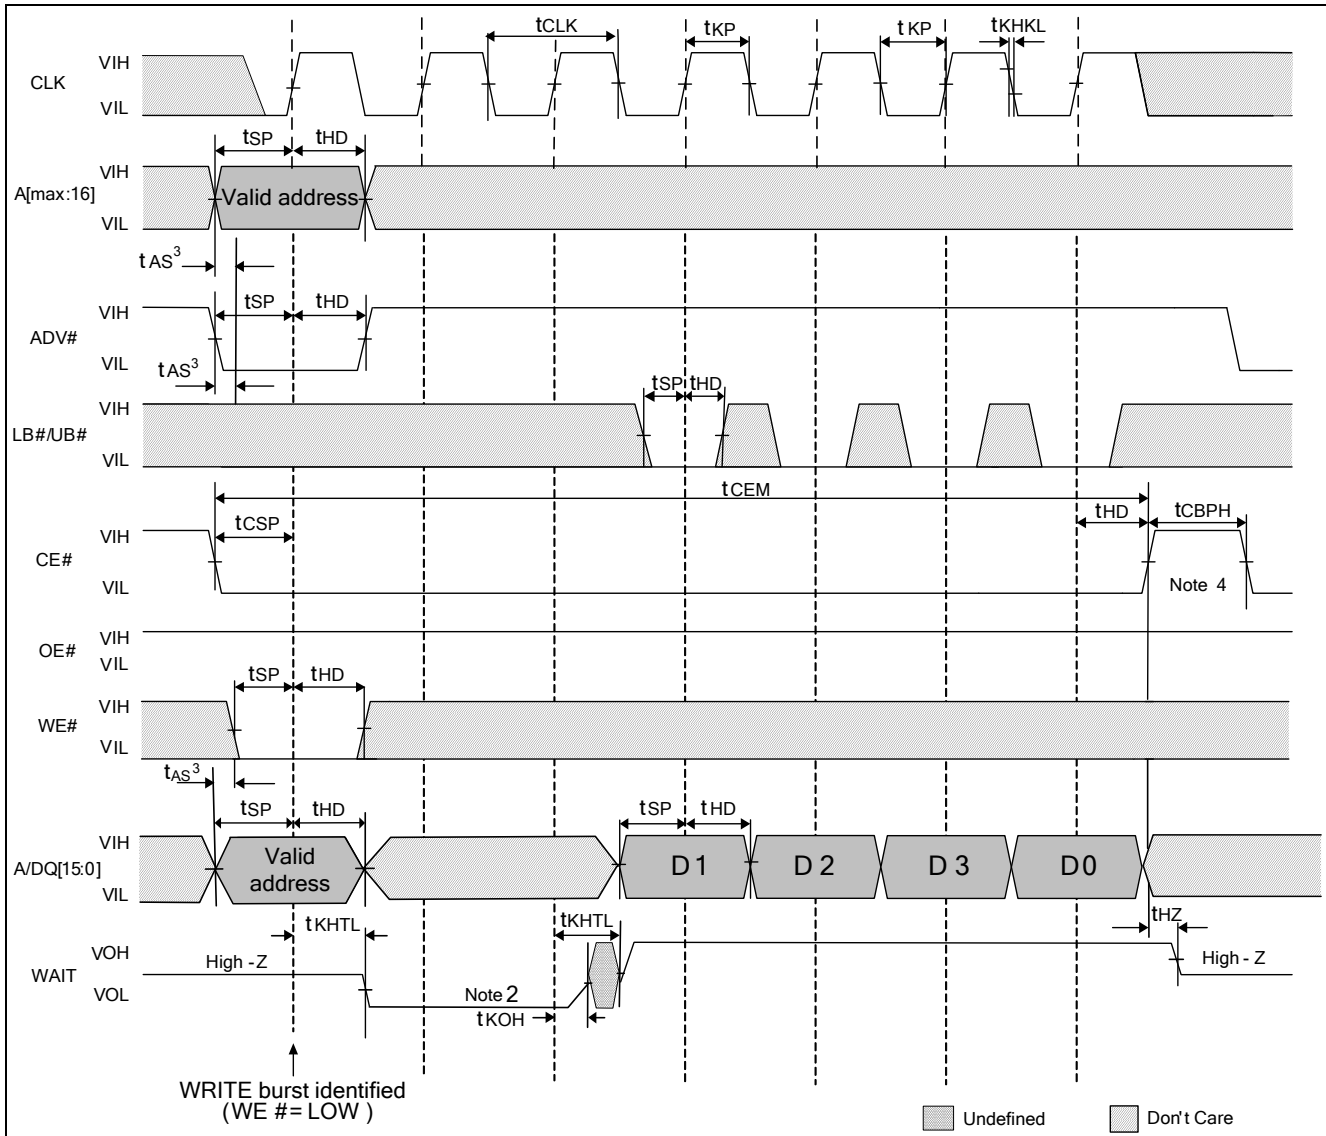 tCLK tKP tKP tKHKL
CLK VIH
VIL
tSP tHD
A[max:16] VIH
Valid address
VIL
tAS3
tSP tHD
ADV# VIH
VIL
tAS3
tSP tHD
LB#/UB# VIH
VIL
tCEM
tCSP tHD tCBPH
CE# VIH
VIL
Note 4
OE# VIH
VIL
tSP tHD
WE# VIH
VIL
tAS3
tSP tHD tSP tHD
A/DQ[15:0] VIH
Valid
address
D1 D2 D3 D0
VIL
tKHTL tKHTL tHZ
WAIT VOH
High-Z High-Z
VOL
Note 2
tKOH
WRITE burst identified
(WE #= LOW )
Undefined Don't Care